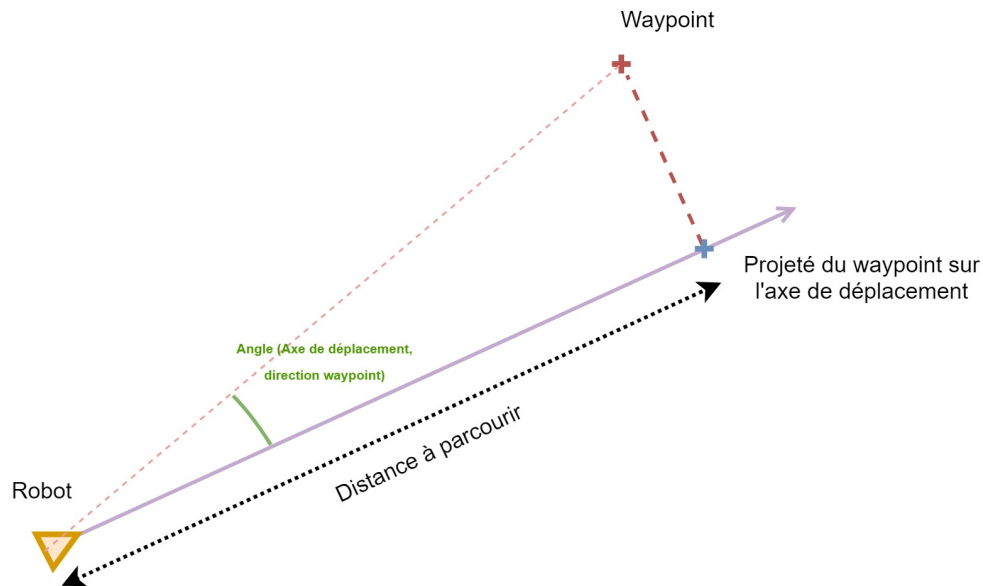 Waypoint
Projeté du waypoint sur
l'axe de déplacement
Angle (Axe de déplacement,
direction waypoint)
Distance à parcourir
Robot